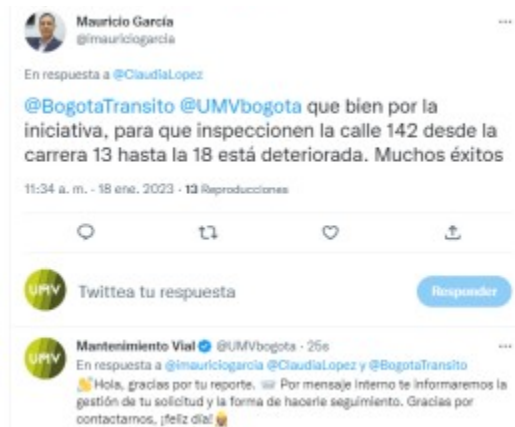 Mauricio García
@imauriciogarcia
En respuesta a @ClaudiaLopez
@BogotaTransito @UMVbogota que bien por la
iniciativa, para que inspeccionen la calle 142 desde la
carrera 13 hasta la 18 está deteriorada. Muchos éxitos
11:34 a. m. · 18 ene. 2023 · 13 Reproducciones
UMV Twittea tu respuesta Responder
UMV Mantenimiento Vial @UMVbogota · 25s
En respuesta a @imauriciogarcia @ClaudiaLopez y @BogotaTransito
Hola, gracias por tu reporte. Por mensaje interno te informaremos la
gestión de tu solicitud y la forma de hacerle seguimiento. Gracias por
contactarnos, ¡feliz día!